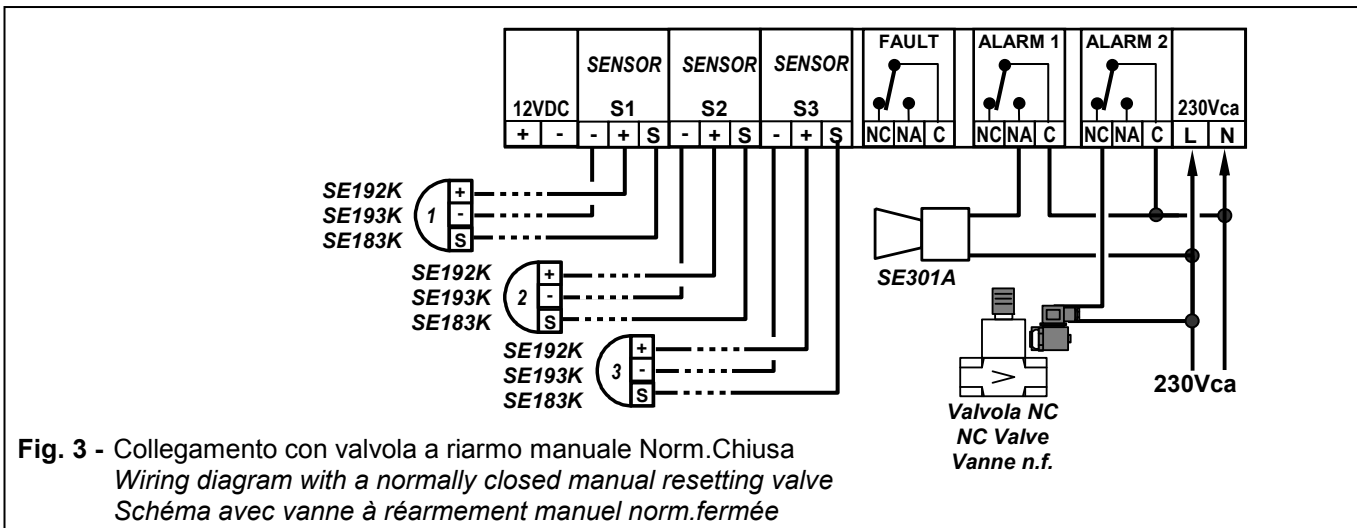 FAULT ALARM 1 ALARM 2
SENSOR SENSOR SENSOR
12VDC S1 S2 S3 230Vca
+ - - + S - + S - + S NC NA C NC NA C NC NA C L N
SE192K +
SE193K 1 -
SE183K S
SE192K +
SE193K 2 -
SE183K S
SE192K +
SE193K 3 -
SE183K S
SE301A
>
230Vca
Valvola NC
NC Valve
Vanne n.f.
Fig. 3 - Collegamento con valvola a riarmo manuale Norm.Chiusa
Wiring diagram with a normally closed manual resetting valve
Schéma avec vanne à réarmement manuel norm.fermée